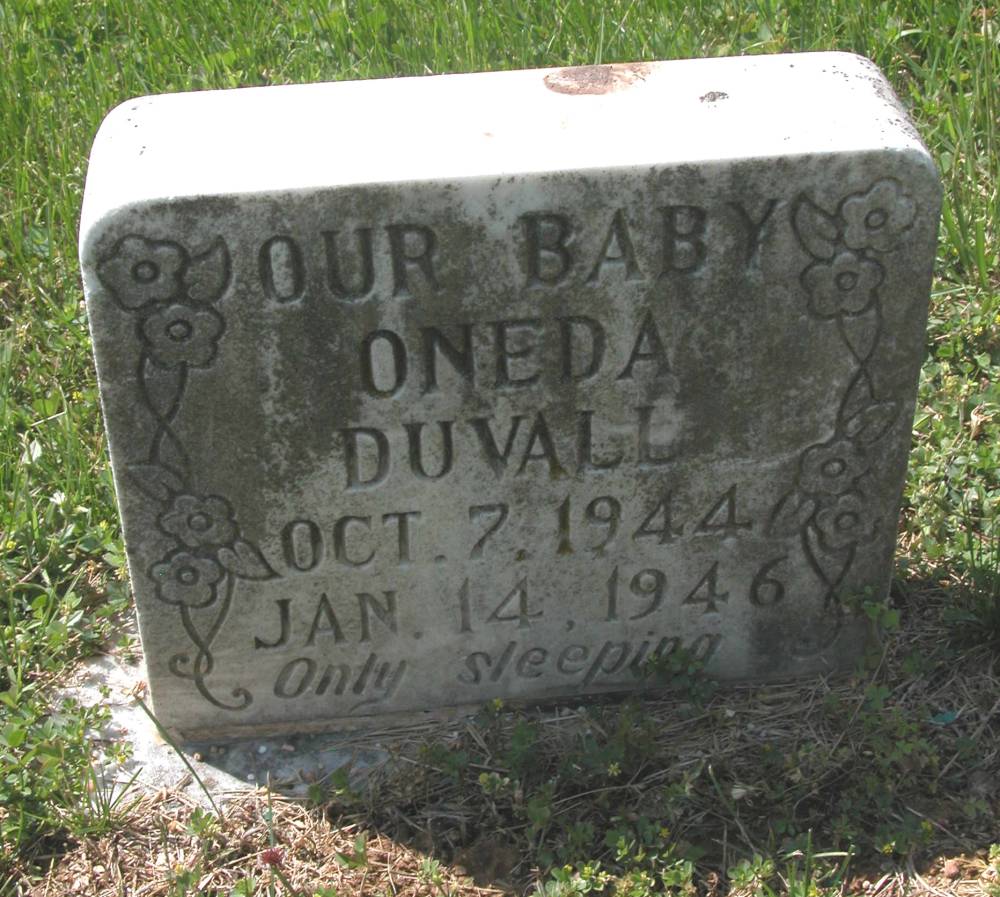 OUR BABY
ONEDA
DUVALL
OCT. 7, 1944
JAN. 14, 1946
Only sleeping